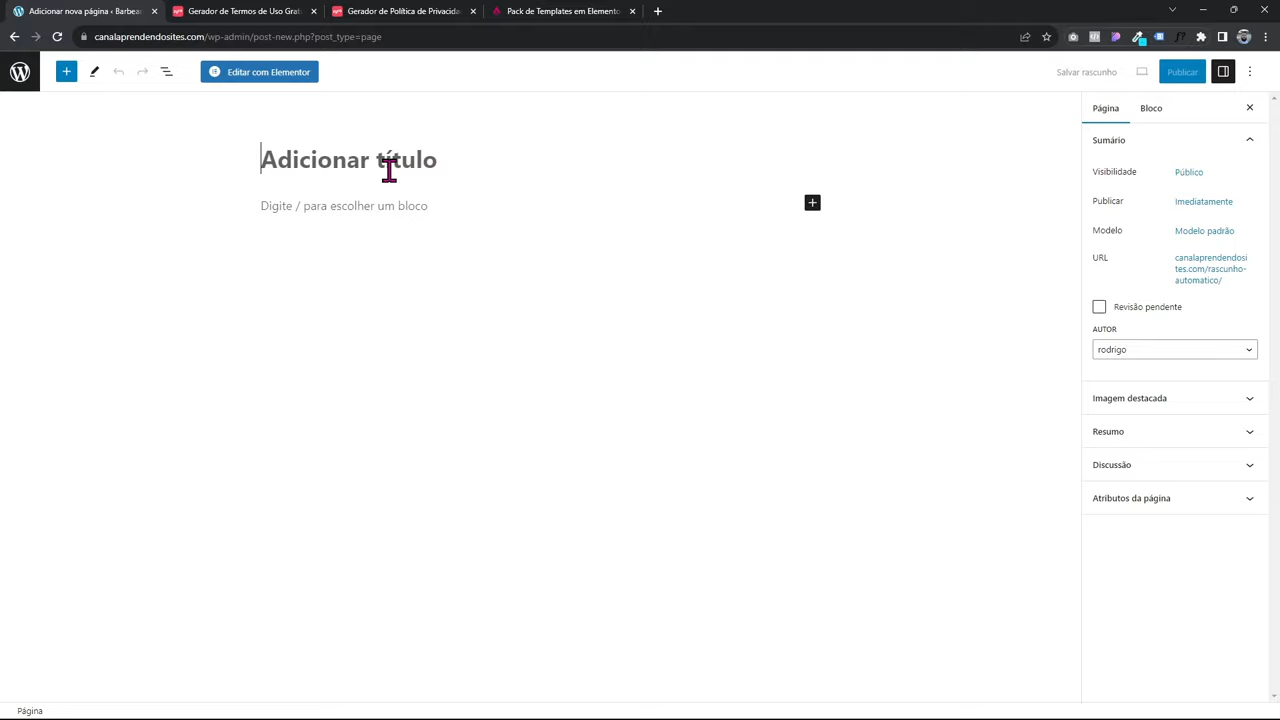 Adicionar nova página - Barbear
Gerador de Termos de Uso Gratu
Gerador de Política de Privacida
Pack de Templates em Elemento
canalaprendendosites.com/wp-admin/post-new.php?post_type=page
Editar com Elementor
Salvar rascunho
Publicar
Adicionar título
Digite / para escolher um bloco
Página
Bloco
Sumário
Visibilidade
Público
Publicar
Imediatamente
Modelo
Modelo padrão
URL
canalaprendendosi
tes.com/rascunho-
automatico/
Revisão pendente
AUTOR
rodrigo
Imagem destacada
Resumo
Discussão
Atributos da página
Página